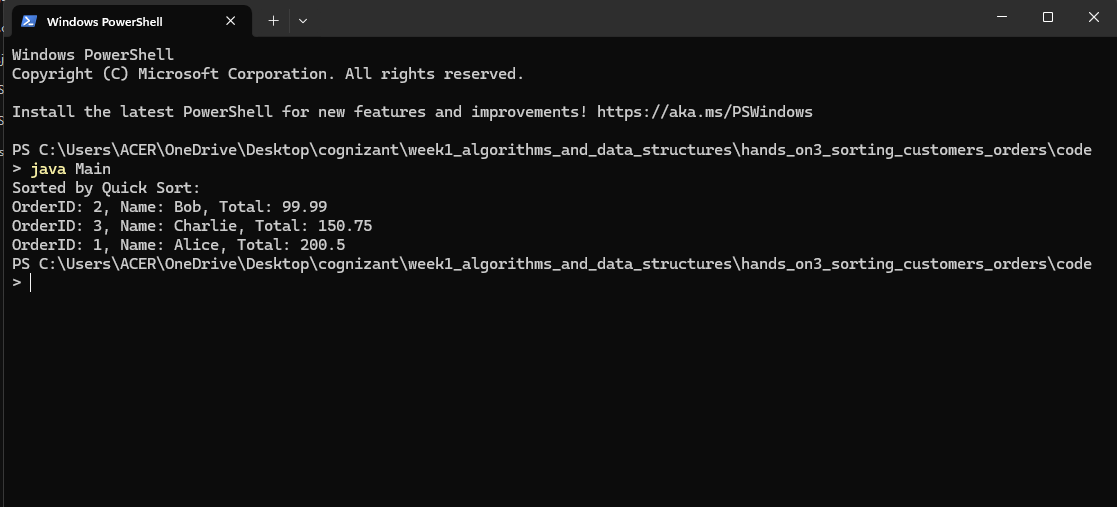 Windows PowerShell
Windows PowerShell
Copyright (C) Microsoft Corporation. All rights reserved.
Install the latest PowerShell for new features and improvements! https://aka.ms/PSWindows
PS C:\Users\ACER\OneDrive\Desktop\cognizant\week1_algorithms_and_data_structures\hands_on3_sorting_customers_orders\code
> java Main
Sorted by Quick Sort:
OrderID: 2, Name: Bob, Total: 99.99
OrderID: 3, Name: Charlie, Total: 150.75
OrderID: 1, Name: Alice, Total: 200.5
PS C:\Users\ACER\OneDrive\Desktop\cognizant\week1_algorithms_and_data_structures\hands_on3_sorting_customers_orders\code
>